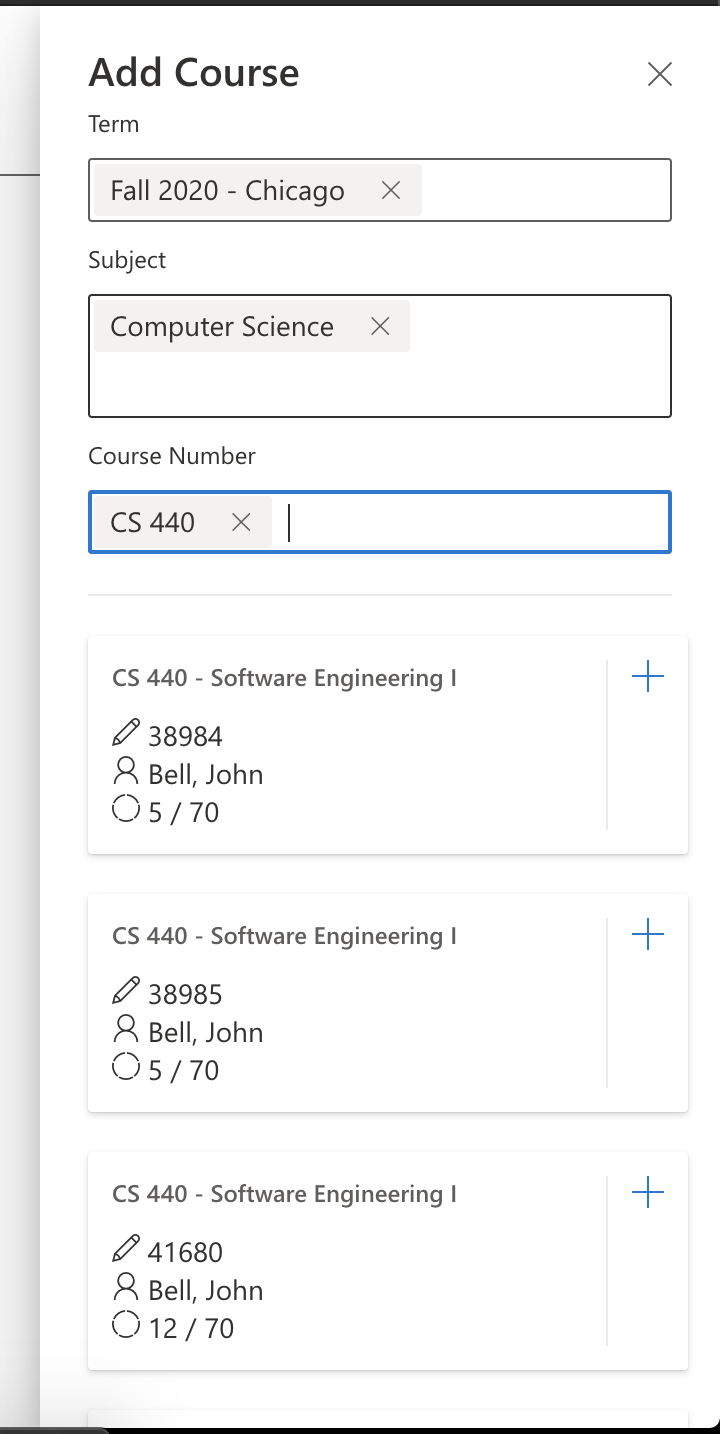 Add Course
Term
Fall 2020 - Chicago
Subject
Computer Science
Course Number
CS 440
CS 440 - Software Engineering I
38984
Bell, John
5 / 70
CS 440 - Software Engineering I
38985
Bell, John
5 / 70
CS 440 - Software Engineering I
41680
Bell, John
12 / 70